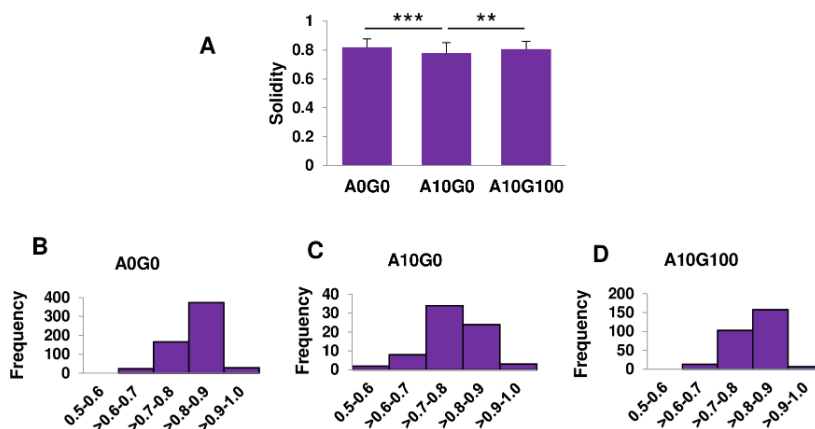 A
*** **
Solidity
1
0.8
0.6
0.4
0.2
0
A0G0 A10G0 A10G100
B
A0G0
Frequency
400
300
200
100
0
0.5-0.6 >0.6-0.7 >0.7-0.8 >0.8-0.9 >0.9-1.0
C
A10G0
Frequency
40
30
20
10
0
0.5-0.6 >0.6-0.7 >0.7-0.8 >0.8-0.9 >0.9-1.0
D
A10G100
Frequency
200
150
100
50
0
0.5-0.6 >0.6-0.7 >0.7-0.8 >0.8-0.9 >0.9-1.0